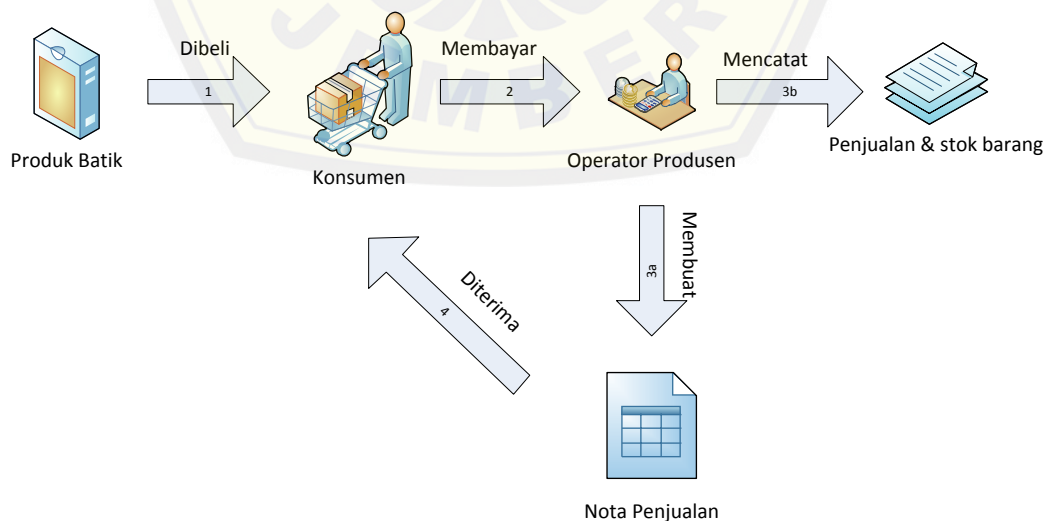 JEMBER
Dibeli
1
Membayar
2
Mencatat
3b
Produk Batik
Konsumen
Operator Produsen
Penjualan & stok barang
3a
Membuat
4
Diterima
Nota Penjualan